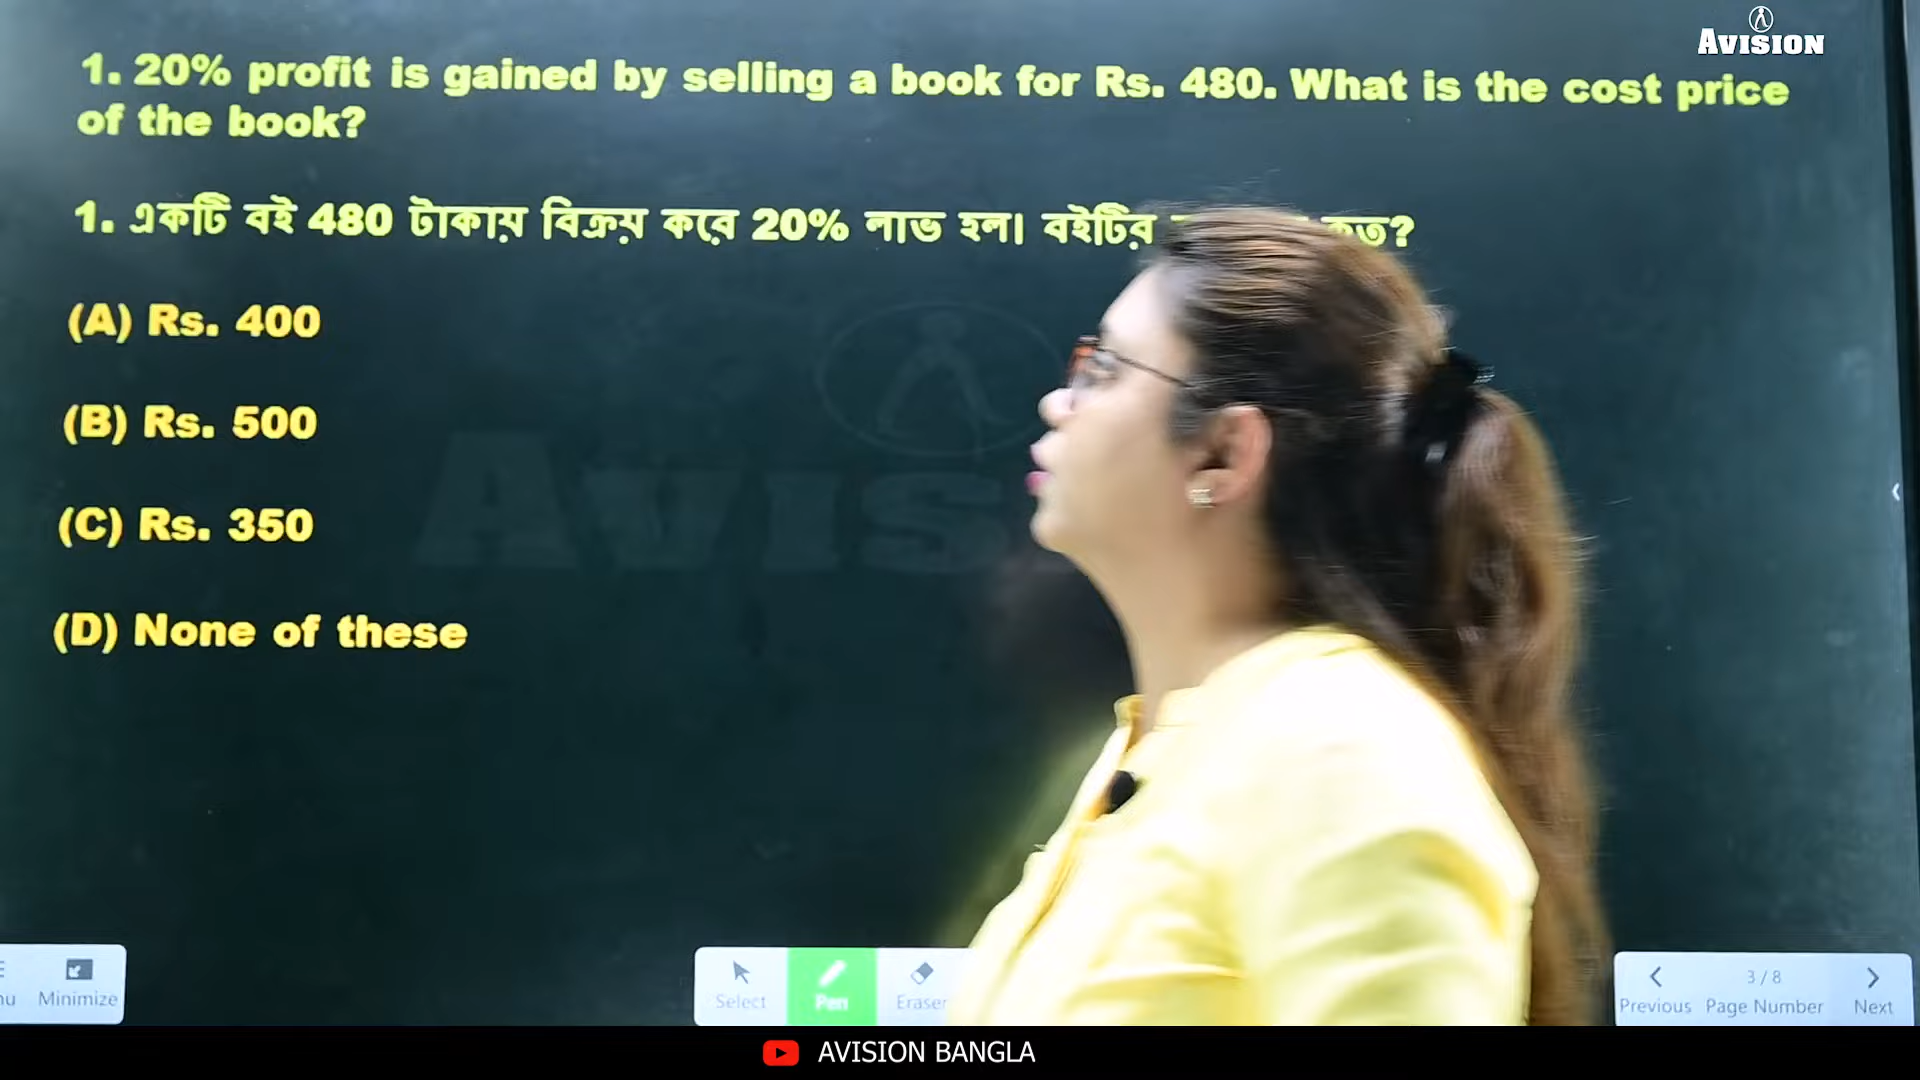 AVISION
1. 20% profit is gained by selling a book for Rs. 480. What is the cost price
of the book?
1. একটি বই 480 টাকায় বিক্রয় করে 20% লাভ হল। বইটির কত?
(A) Rs. 400
(B) Rs. 500
(C) Rs. 350
(D) None of these
Minimize
Select
Pen
Eraser
3 / 8
Previous Page Number Next
AVISION BANGLA